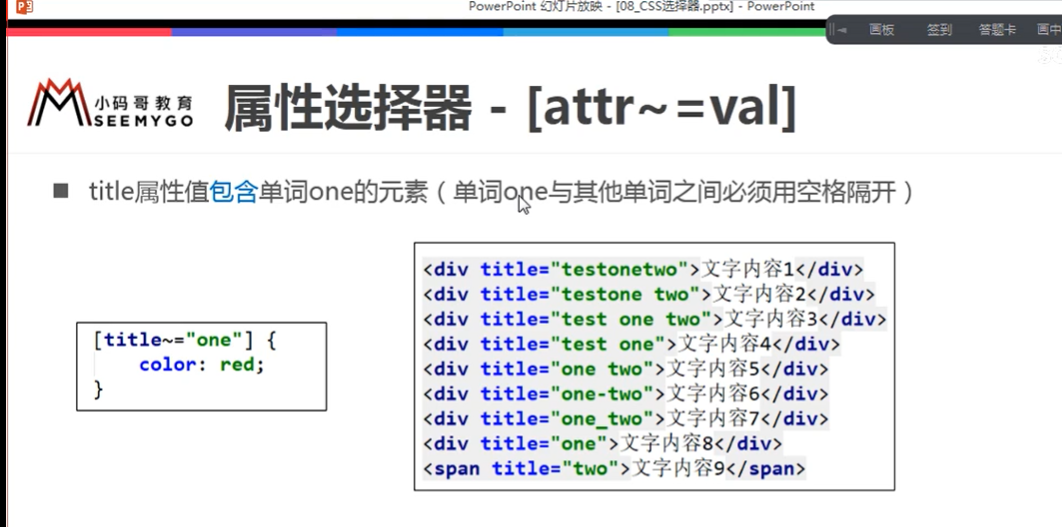 PowerPoint 幻灯片放映 - [08_CSS选择器.pptx] - PowerPoint
画板 签到 答题卡 画中
小码哥教育
SEEMYGO
属性选择器 - [attr~=val]
■ title属性值包含单词one的元素（单词one与其他单词之间必须用空格隔开）
[title~="one"] {
color: red;
}
<div title="testonetwo">文字内容1</div>
<div title="testone two">文字内容2</div>
<div title="test one two">文字内容3</div>
<div title="test one">文字内容4</div>
<div title="one two">文字内容5</div>
<div title="one-two">文字内容6</div>
<div title="one_two">文字内容7</div>
<div title="one">文字内容8</div>
<span title="two">文字内容9</span>